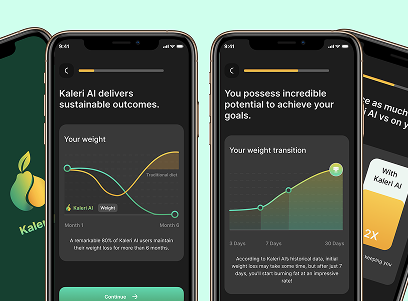 Kaleri
9:41
Kaleri AI delivers
sustainable outcomes.
Your weight
Traditional diet
Kaleri AI
Weight
Month 1
Month 6
A remarkable 80% of Kaleri AI users maintain
their weight loss for more than 6 months.
Continue →
9:41
You possess incredible
potential to achieve your
goals.
Your weight transition
3 Days
7 Days
30 Days
According to Kaleri AI's historical data, initial
weight loss may take some time, but after just 7
days, you'll start burning fat at an impressive
rate!
e as much
AI vs on y
With
Kaleri AI
2X
keeping you